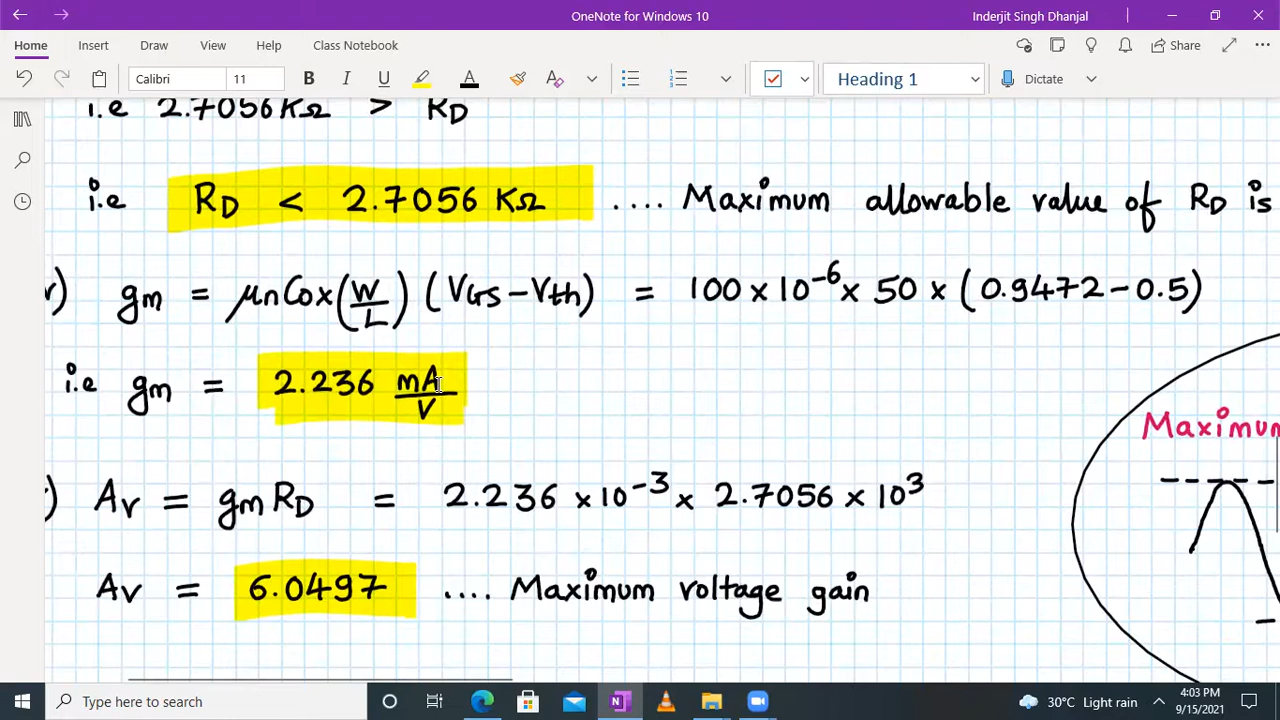 OneNote for Windows 10
Inderjit Singh Dhanjal
Home Insert Draw View Help Class Notebook
Share
Calibri 11 B I U A A Heading 1 Dictate
i.e 2.7056 KΩ > RD
i.e RD < 2.7056 KΩ .... Maximum allowable value of RD is
) gm = μnCox(W/L) (VGS-Vth) = 100 x 10^-6 x 50 x (0.9472-0.5)
i.e gm = 2.236 mA/V
Maximum
) Av = gmRD = 2.236 x 10^-3 x 2.7056 x 10^3
Av = 6.0497 .... Maximum voltage gain
Type here to search
30°C Light rain
4:03 PM
9/15/2021